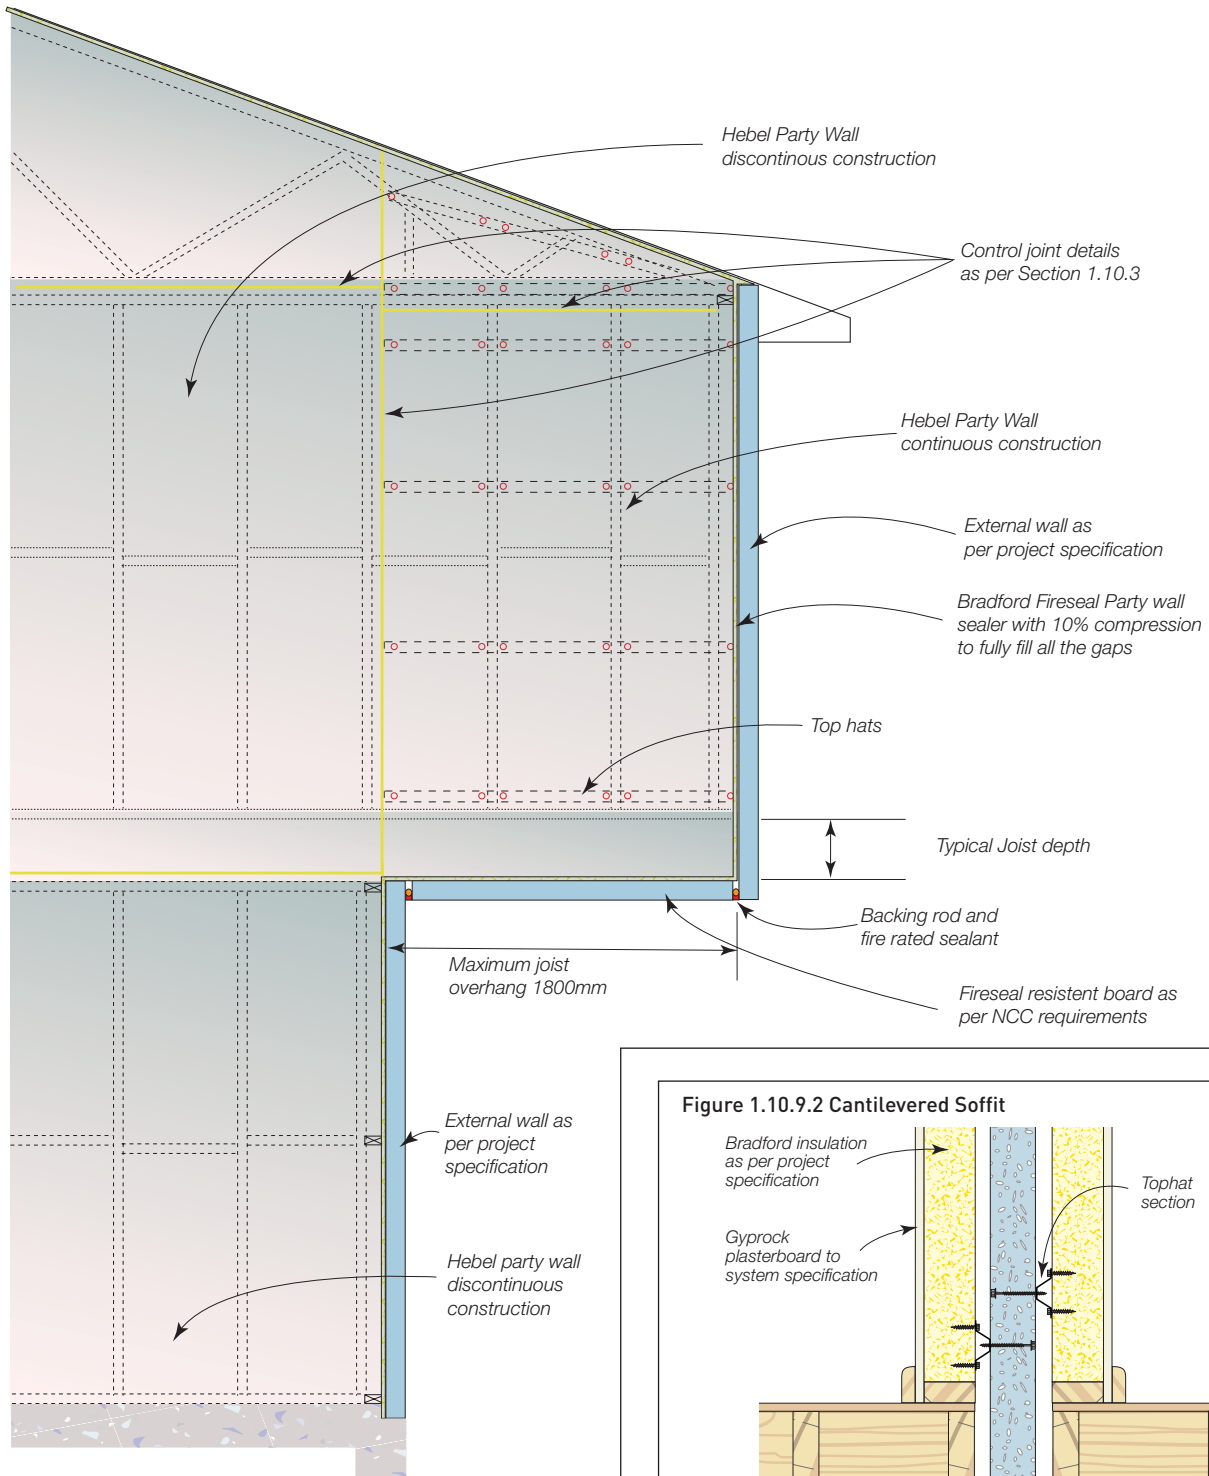 Hebel Party Wall
discontinous construction
Control joint details
as per Section 1.10.3
Hebel Party Wall
continuous construction
External wall as
per project specification
Bradford Fireseal Party wall
sealer with 10% compression
to fully fill all the gaps
Top hats
Typical Joist depth
Backing rod and
fire rated sealant
Maximum joist
overhang 1800mm
Fireseal resistent board as
per NCC requirements
External wall as
per project
specification
Hebel party wall
discontinuous
construction
Figure 1.10.9.2 Cantilevered Soffit
Bradford insulation
as per project
specification
Tophat
section
Gyprock
plasterboard to
system specification